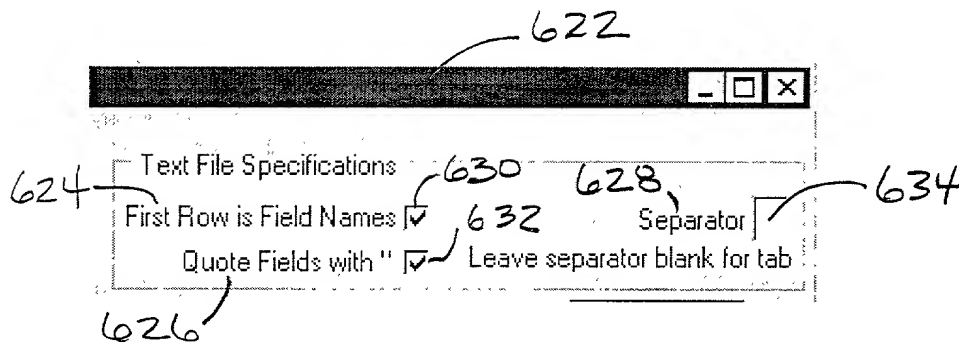 622
Text File Specifications
624 630 628 634
First Row is Field Names Separator
632
Quote Fields with " Leave separator blank for tab
626